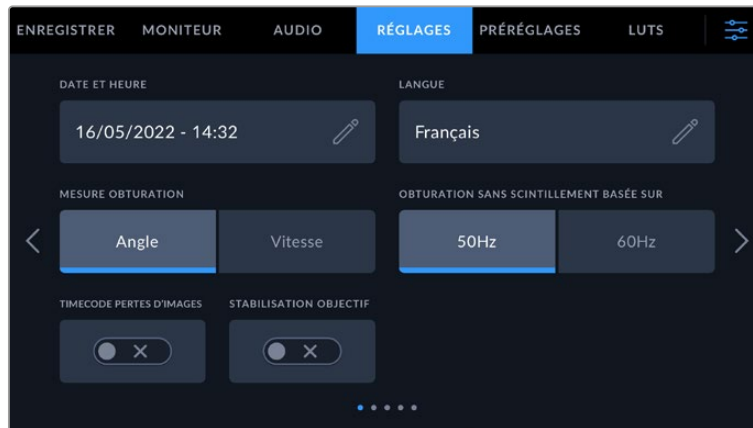 ENREGISTRER MONITEUR AUDIO RÉGLAGES PRÉRÉGLAGES LUTS
DATE ET HEURE LANGUE
16/05/2022 - 14:32 Français
MESURE OBTURATION OBTURATION SANS SCINTILLEMENT BASÉE SUR
Angle Vitesse 50Hz 60Hz
TIMECODE PERTES D'IMAGES STABILISATION OBJECTIF